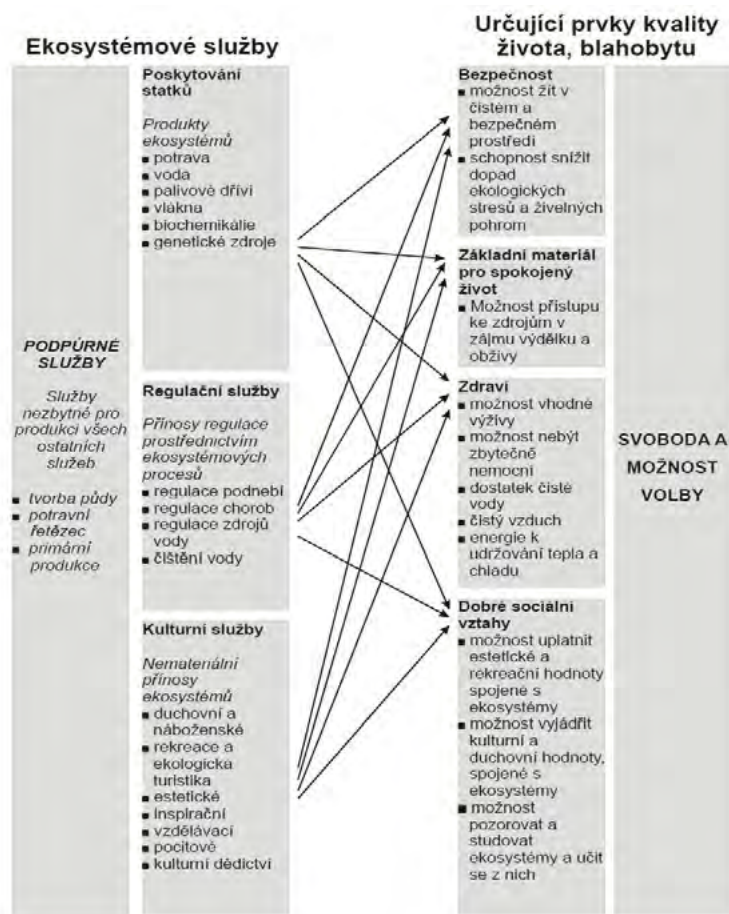 Ekosystémové služby
PODPŮRNÉ
SLUŽBY
Služby
nezbytné pro
produkci všech
ostatních
služeb
▪ tvorba půdy
▪ potravní
řetězec
▪ primární
produkce
Poskytování
statků
Produkty
ekosystémů
▪ potrava
▪ voda
▪ palivové dříví
▪ vlákna
▪ biochemikálie
▪ genetické zdroje
Regulační služby
Přínosy regulace
prostřednictvím
ekosystémových
procesů
▪ regulace podnebí
▪ regulace chorob
▪ regulace zdrojů
vody
▪ čištění vody
Kulturní služby
Nemateriální
přínosy
ekosystémů
▪ duchovní a
náboženské
▪ rekreace a
ekologická
turistika
▪ estetické
▪ inspirační
▪ vzdělávací
▪ pocitové
▪ kulturní dědictví
Určující prvky kvality
života, blahobytu
Bezpečnost
▪ možnost žít v
čistém a
bezpečném
prostředí
▪ schopnost snížit
dopad
ekologických
stresů a živelných
pohrom
Základní materiál
pro spokojený
život
▪ Možnost přístupu
ke zdrojům v
zájmu výdělku a
obživy
Zdraví
▪ možnost vhodné
výživy
▪ možnost nebýt
zbytečně
nemocní
▪ dostatek čisté
vody
▪ čistý vzduch
▪ energie k
udržování tepla a
chladu
Dobré sociální
vztahy
▪ možnost uplatnit
estetické a
rekreační hodnoty
spojené s
ekosystémy
▪ možnost vyjádřit
kulturní a
duchovní hodnoty,
spojené s
ekosystémy
▪ možnost
pozorovat a
studovat
ekosystémy a učit
se z nich
SVOBODA A
MOŽNOST
VOLBY